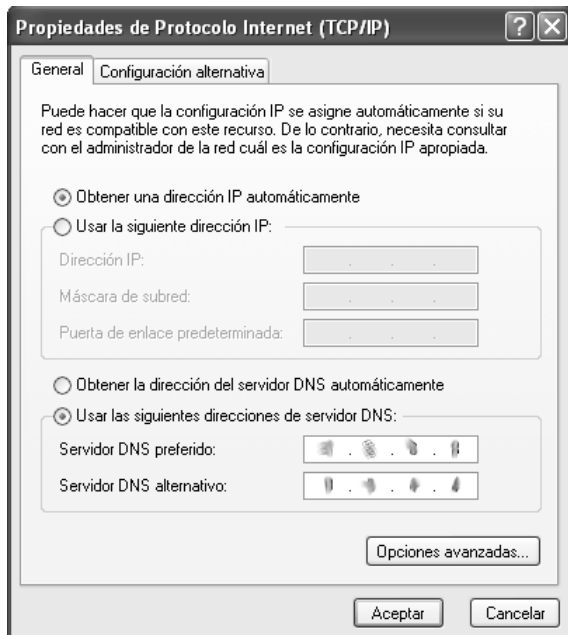 Propiedades de Protocolo Internet (TCP/IP)
General Configuración alternativa
Puede hacer que la configuración IP se asigne automáticamente si su
red es compatible con este recurso. De lo contrario, necesita consultar
con el administrador de la red cuál es la configuración IP apropiada.
Obtener una dirección IP automáticamente
Usar la siguiente dirección IP:
Dirección IP:
Máscara de subred:
Puerta de enlace predeterminada:
Obtener la dirección del servidor DNS automáticamente
Usar las siguientes direcciones de servidor DNS:
Servidor DNS preferido:
Servidor DNS alternativo:
Opciones avanzadas...
Aceptar Cancelar